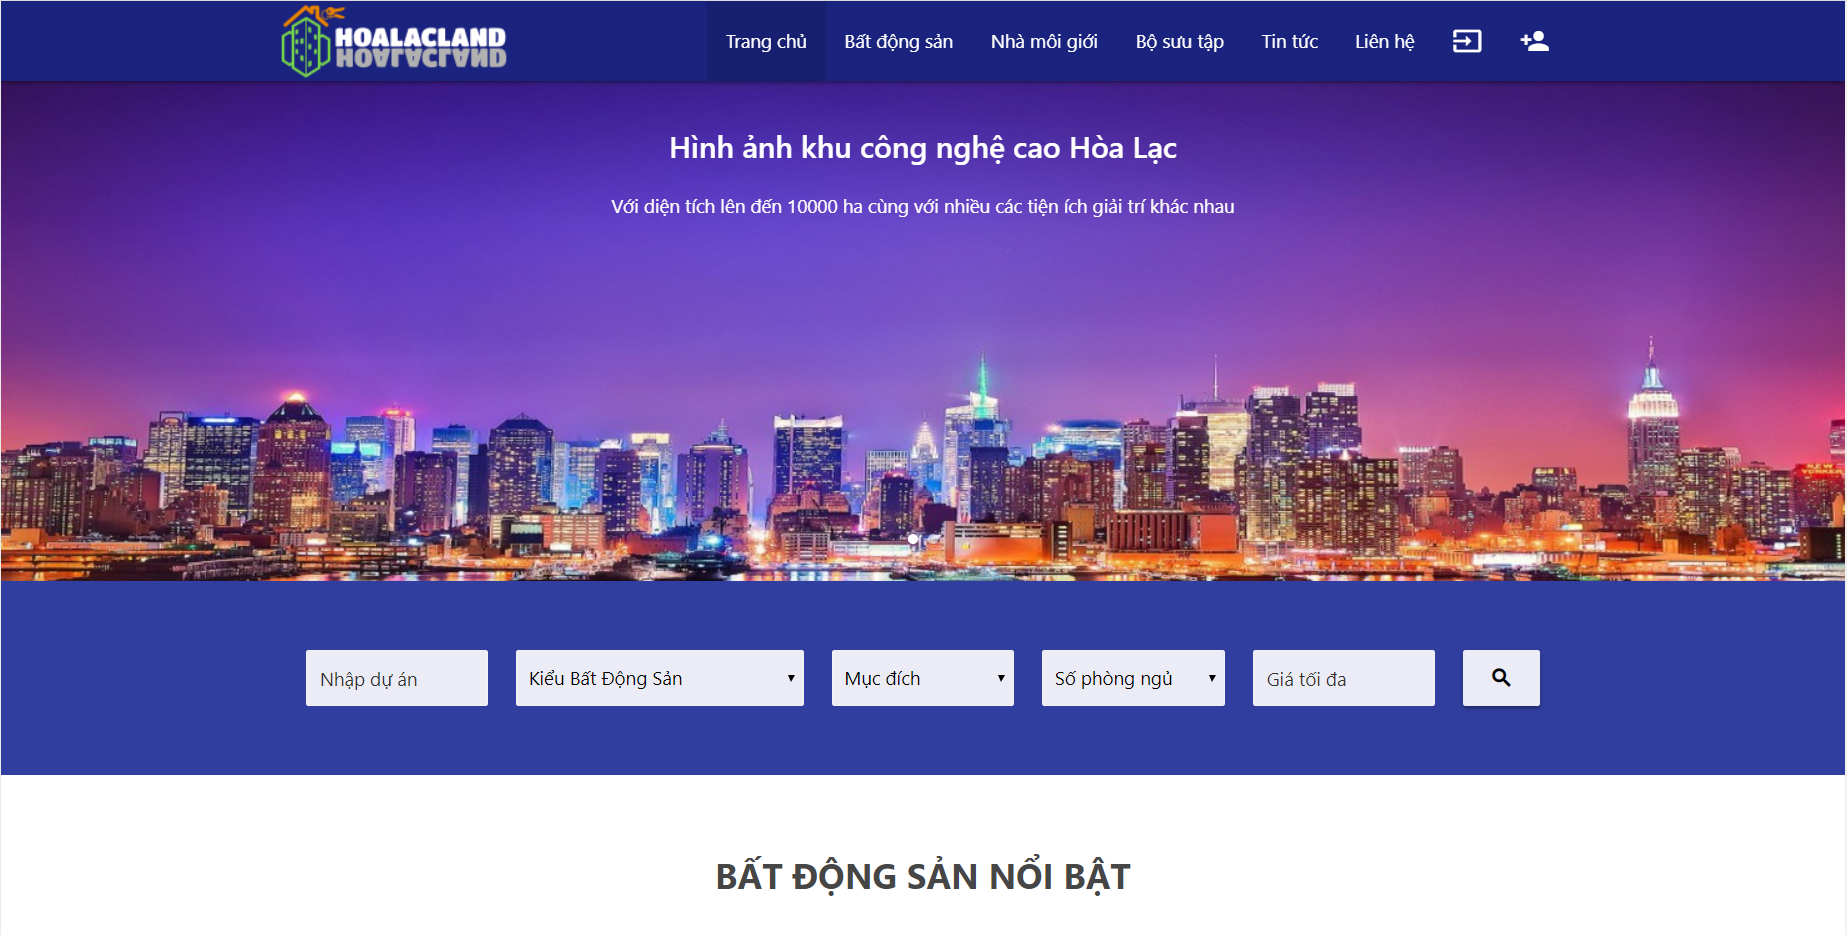 HOALACLAND
Trang chủ
Bất động sản
Nhà môi giới
Bộ sưu tập
Tin tức
Liên hệ
Hình ảnh khu công nghệ cao Hòa Lạc
Với diện tích lên đến 10000 ha cùng với nhiều các tiện ích giải trí khác nhau
NEW
YORKER
Nhập dự án
Kiểu Bất Động Sản
Mục đích
Số phòng ngủ
Giá tối đa
BẤT ĐỘNG SẢN NỔI BẬT